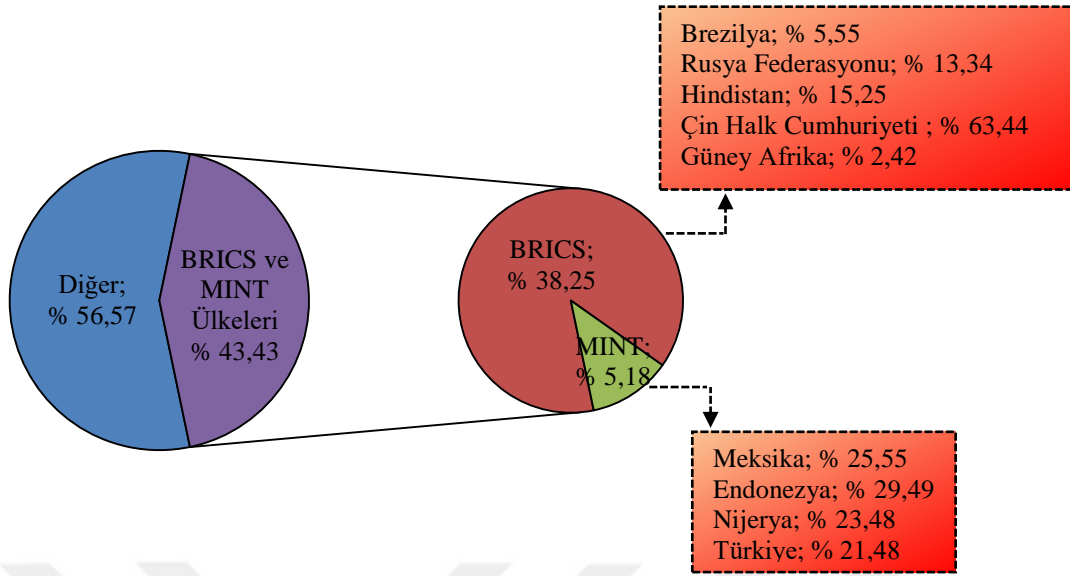 Brezilya; % 5,55
Rusya Federasyonu; % 13,34
Hindistan; % 15,25
Çin Halk Cumhuriyeti ; % 63,44
Güney Afrika; % 2,42
Diğer;
% 56,57
BRICS ve
MINT
Ülkeleri
% 43,43
BRICS;
% 38,25
MINT;
% 5,18
Meksika; % 25,55
Endonezya; % 29,49
Nijerya; % 23,48
Türkiye; % 21,48